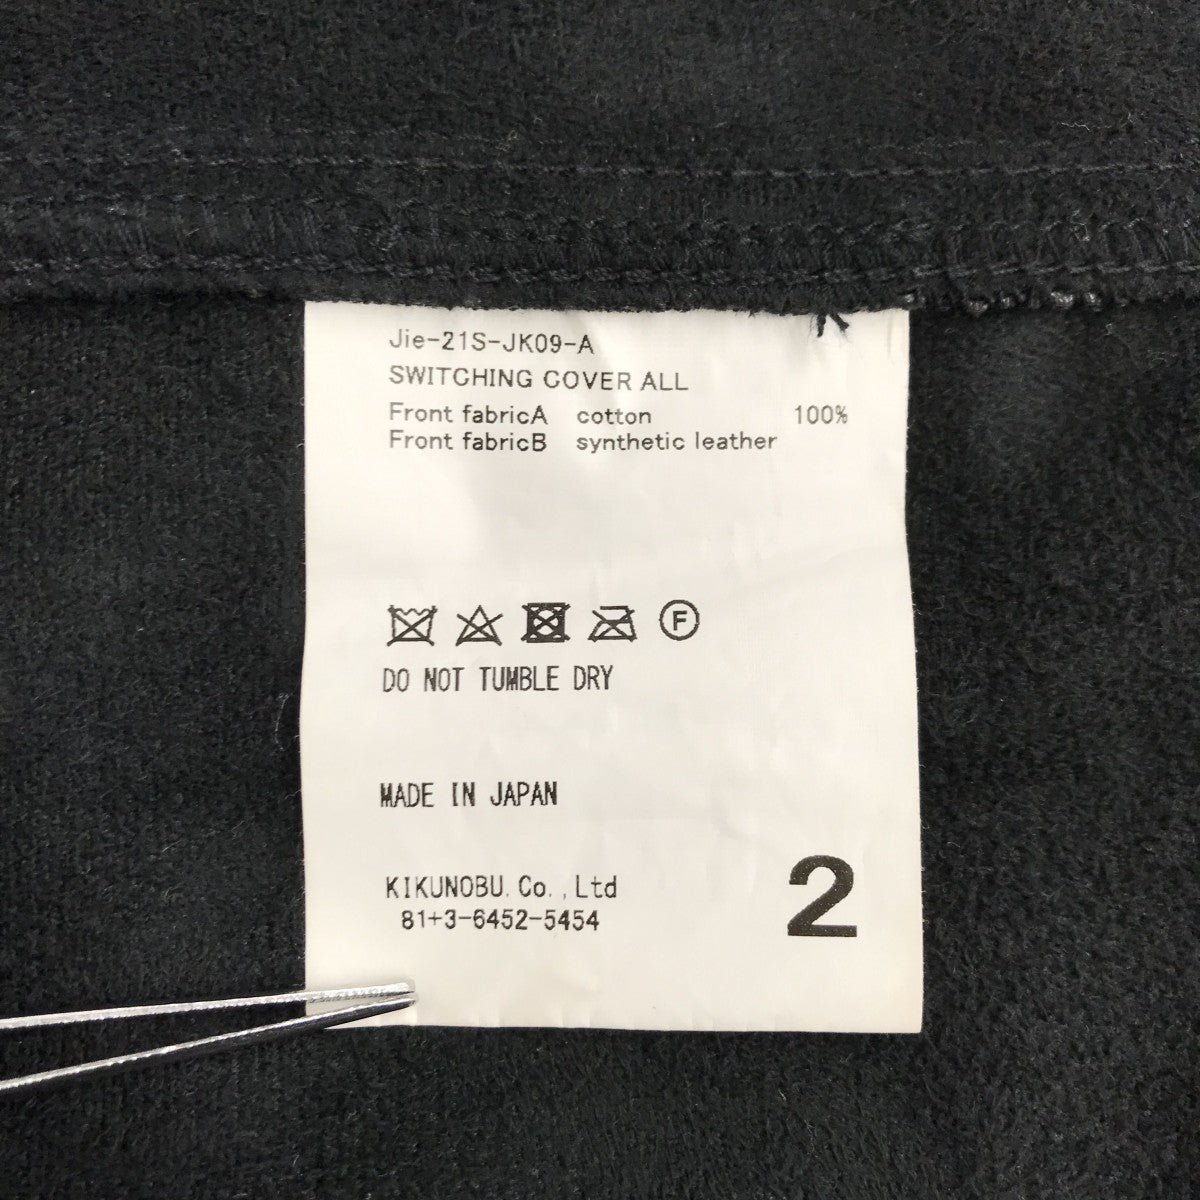 Jie-21S-JK09-A
SWITCHING COVER ALL
Front fabricA cotton 100%
Front fabricB synthetic leather
F
DO NOT TUMBLE DRY
MADE IN JAPAN
KIKUNOBU. Co. ,Ltd
81+3-6452-5454
2